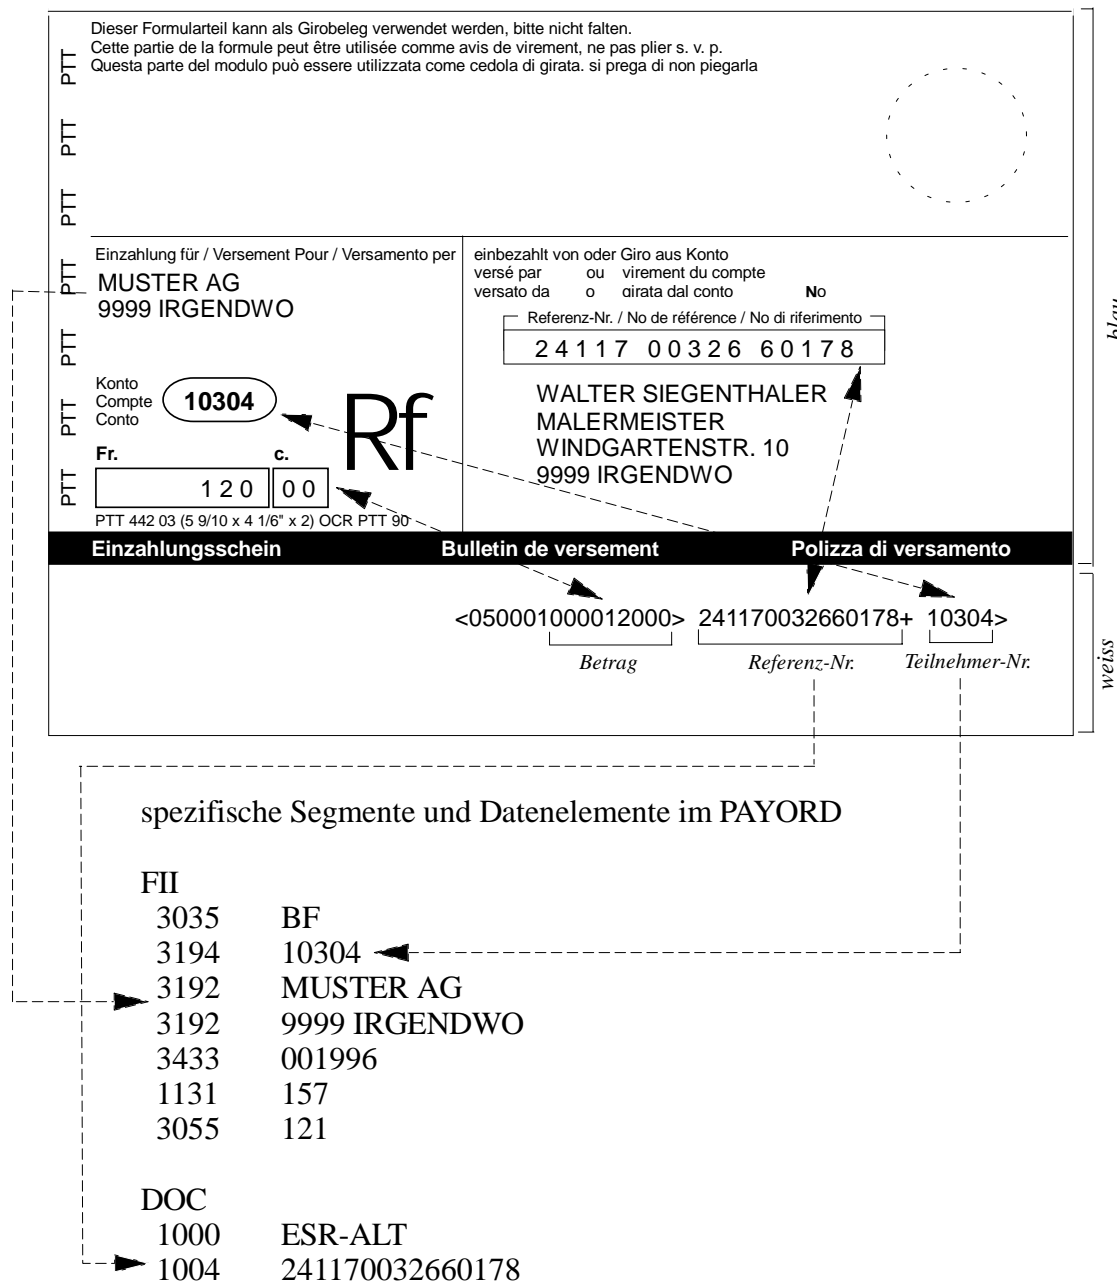 Dieser Formularteil kann als Girobeleg verwendet werden, bitte nicht falten.
Cette partie de la formule peut être utilisée comme avis de virement, ne pas plier s. v. p.
Questa parte del modulo può essere utilizzata come cedola di girata. si prega di non piegarla
PTT
PTT
PTT
PTT
PTT
PTT
PTT
Einzahlung für / Versement Pour / Versamento per
MUSTER AG
9999 IRGENDWO
Konto
Compte
Conto
10304
Rf
Fr.
c.
120
00
PTT 442 03 (5 9/10 x 4 1/6" x 2) OCR PTT 90
einbezahlt von oder Giro aus Konto
versé par ou virement du compte
versato da o girata dal conto No
Referenz-Nr. / No de référence / No di riferimento
24117 00326 60178
WALTER SIEGENTHALER
MALERMEISTER
WINDGARTENSTR. 10
9999 IRGENDWO
Einzahlungsschein Bulletin de versement Polizza di versamento
blau
<050001000012000> 241170032660178+ 10304>
Betrag Referenz-Nr. Teilnehmer-Nr.
weiss
spezifische Segmente und Datenelemente im PAYORD
FII
3035 BF
3194 10304
3192 MUSTER AG
3192 9999 IRGENDWO
3433 001996
1131 157
3055 121
DOC
1000 ESR-ALT
1004 241170032660178